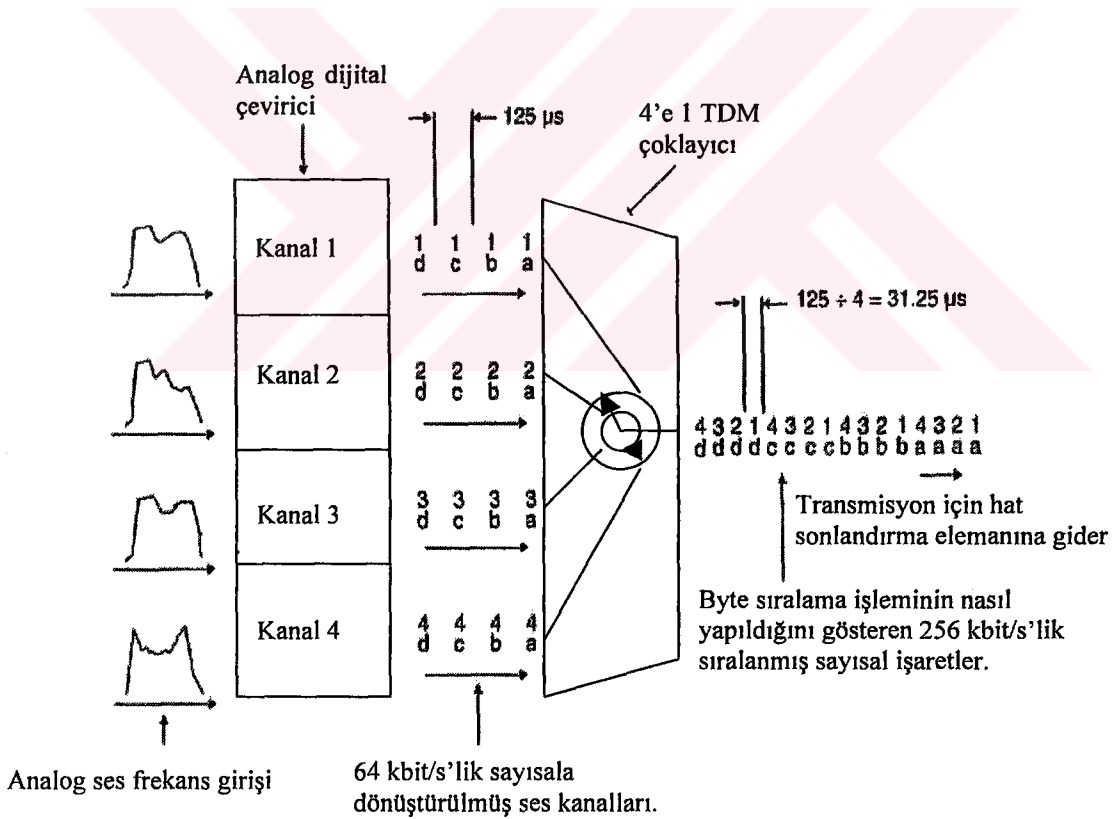 Analog dijital
çevirici
125 µs
4'e 1 TDM
çoklayıcı
Kanal 1
1 1 1 1
d c b a
125 ÷ 4 = 31.25 µs
Kanal 2
2 2 2 2
d c b a
4 3 2 1 4 3 2 1 4 3 2 1 4 3 2 1
d d d d c c c c b b b b a a a a
Kanal 3
3 3 3 3
d c b a
Transmisyon için hat
sonlandırma elemanına gider
Kanal 4
4 4 4 4
d c b a
Byte sıralama işleminin nasıl
yapıldığını gösteren 256 kbit/s'lik
sıralanmış sayısal işaretler.
Analog ses frekans girişi
64 kbit/s'lik sayısala
dönüştürülmüş ses kanalları.